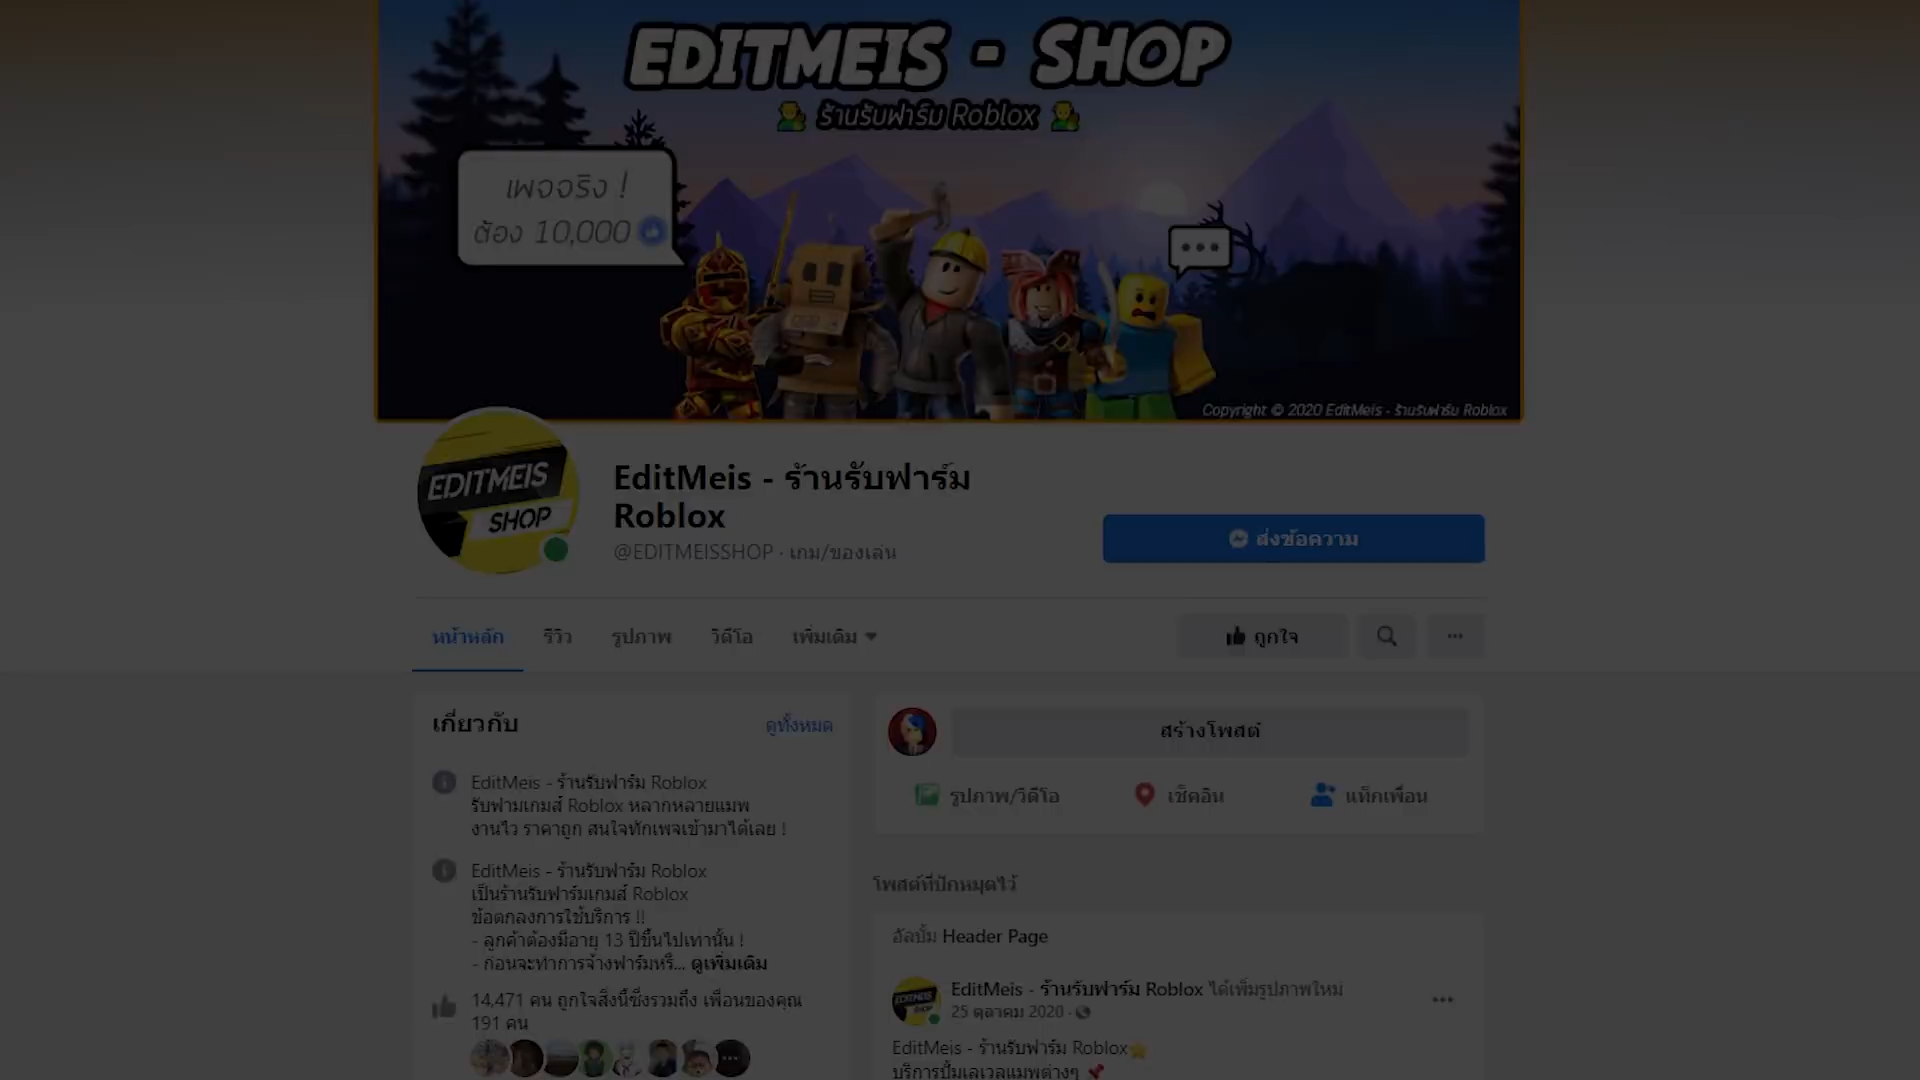 EDITMEIS - SHOP
ร้านรับฟาร์ม Roblox
เพจจริง !
ต้อง 10,000
Copyright © 2020 EditMeis - ร้านรับฟาร์ม Roblox
EDITMEIS
SHOP
EditMeis - ร้านรับฟาร์ม
Roblox
@EDITMEISSHOP · เกม/ของเล่น
ส่งข้อความ
หน้าหลัก รีวิว รูปภาพ วิดีโอ เพิ่มเติม
ถูกใจ
เกี่ยวกับ ดูทั้งหมด
EditMeis - ร้านรับฟาร์ม Roblox
รับฟามเกมส์ Roblox หลากหลายแมพ
งานไว ราคาถูก สนใจทักเพจเข้ามาได้เลย !
EditMeis - ร้านรับฟาร์ม Roblox
เป็นร้านรับฟาร์มเกมส์ Roblox
ข้อตกลงการใช้บริการ !!
- ลูกค้าต้องมีอายุ 13 ปีขึ้นไปเทานั้น !
- ก่อนจะทำการจ้างฟาร์มหรื... ดูเพิ่มเติม
14,471 คน ถูกใจสิ่งนี้ซึ่งรวมถึง เพื่อนของคุณ
191 คน
สร้างโพสต์
รูปภาพ/วิดีโอ เช็คอิน แท็กเพื่อน
โพสต์ที่ปักหมุดไว้
อัลบั้ม Header Page
EDITMEIS
SHOP
EditMeis - ร้านรับฟาร์ม Roblox ได้เพิ่มรูปภาพใหม่
25 ตุลาคม 2020 ·
EditMeis - ร้านรับฟาร์ม Roblox
บริการปั้มเลเวลแมพต่างๆ